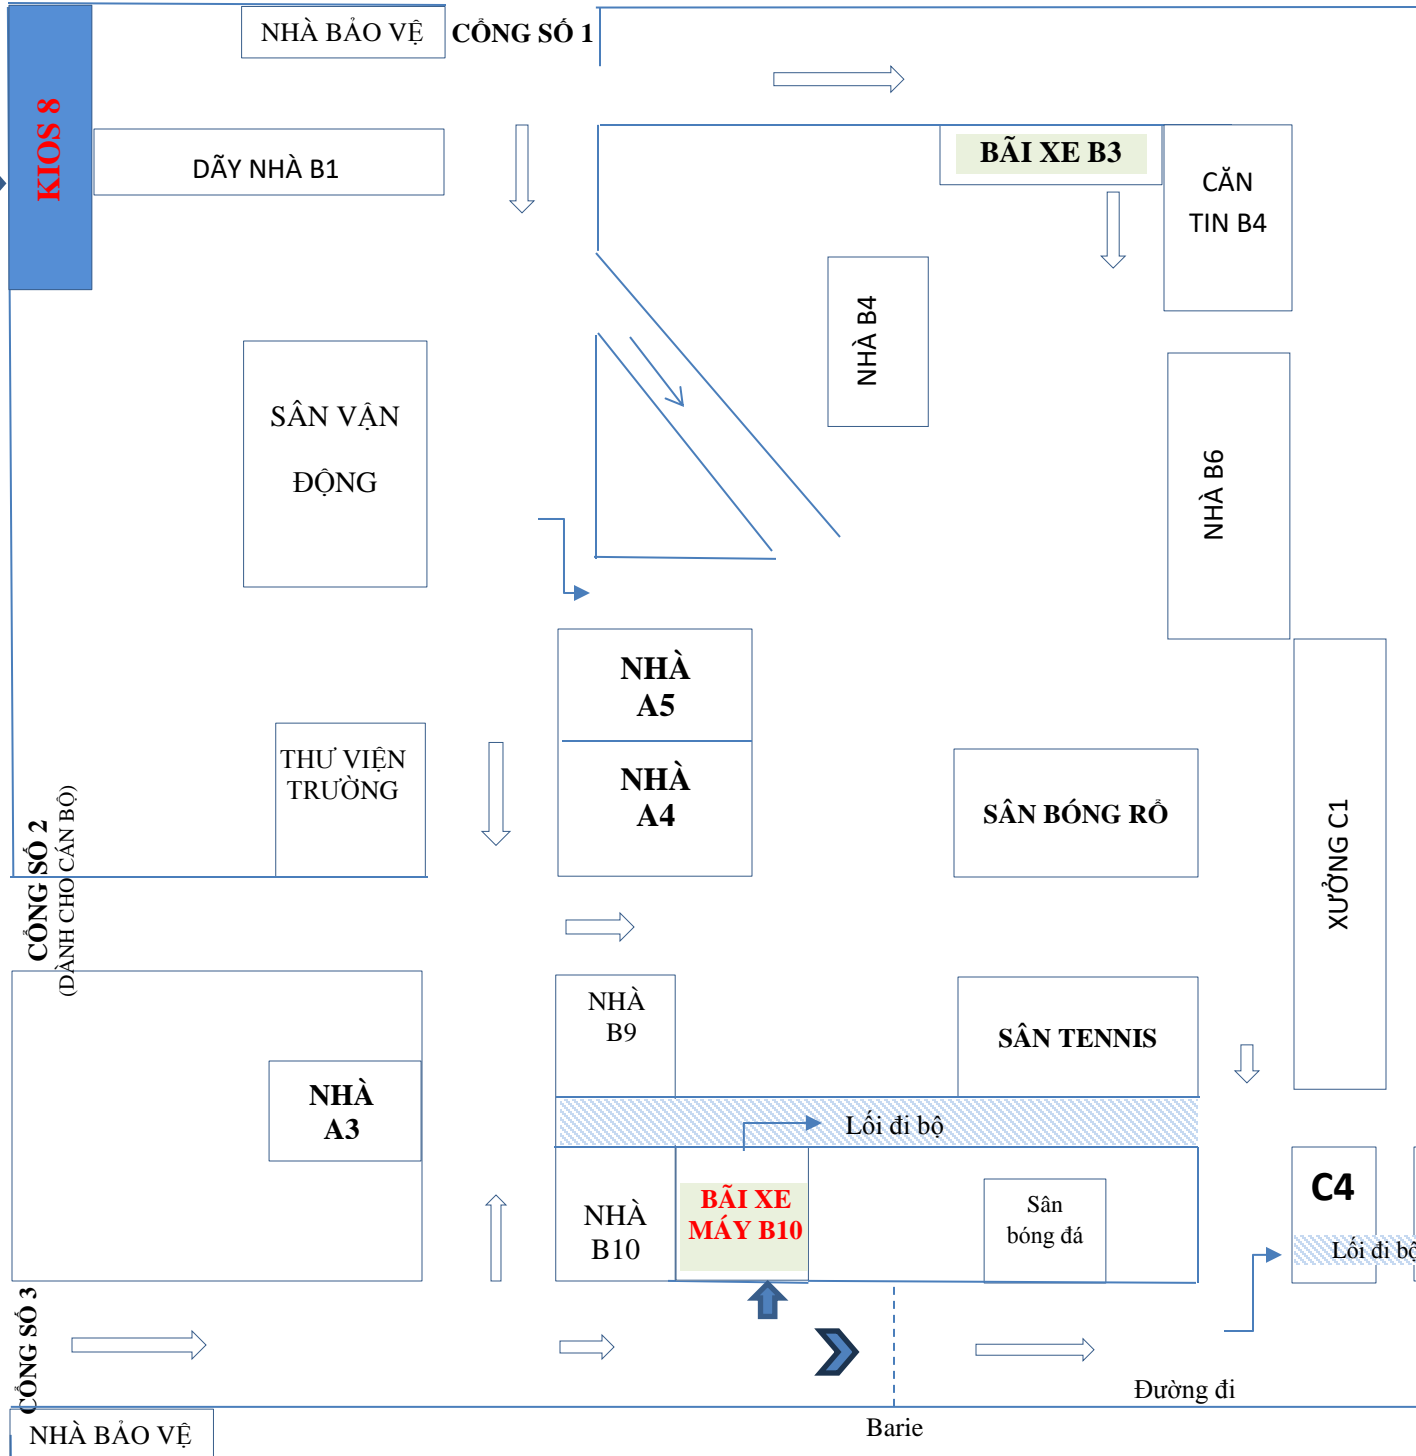 NHÀ BẢO VỆ
CỔNG SỐ 1
KIOS 8
DÃY NHÀ B1
BÃI XE B3
CĂN
TIN B4
NHÀ B4
SÂN VẬN
ĐỘNG
NHÀ B6
NHÀ
A5
THƯ VIỆN
TRƯỜNG
NHÀ
A4
SÂN BÓNG RỔ
XƯỞNG C1
CỔNG SỐ 2
(DÀNH CHO CÁN BỘ)
NHÀ
B9
SÂN TENNIS
NHÀ
A3
Lối đi bộ
NHÀ
B10
BÃI XE
MÁY B10
Sân
bóng đá
C4
Lối đi bộ
CỔNG SỐ 3
Đường đi
Barie
NHÀ BẢO VỆ